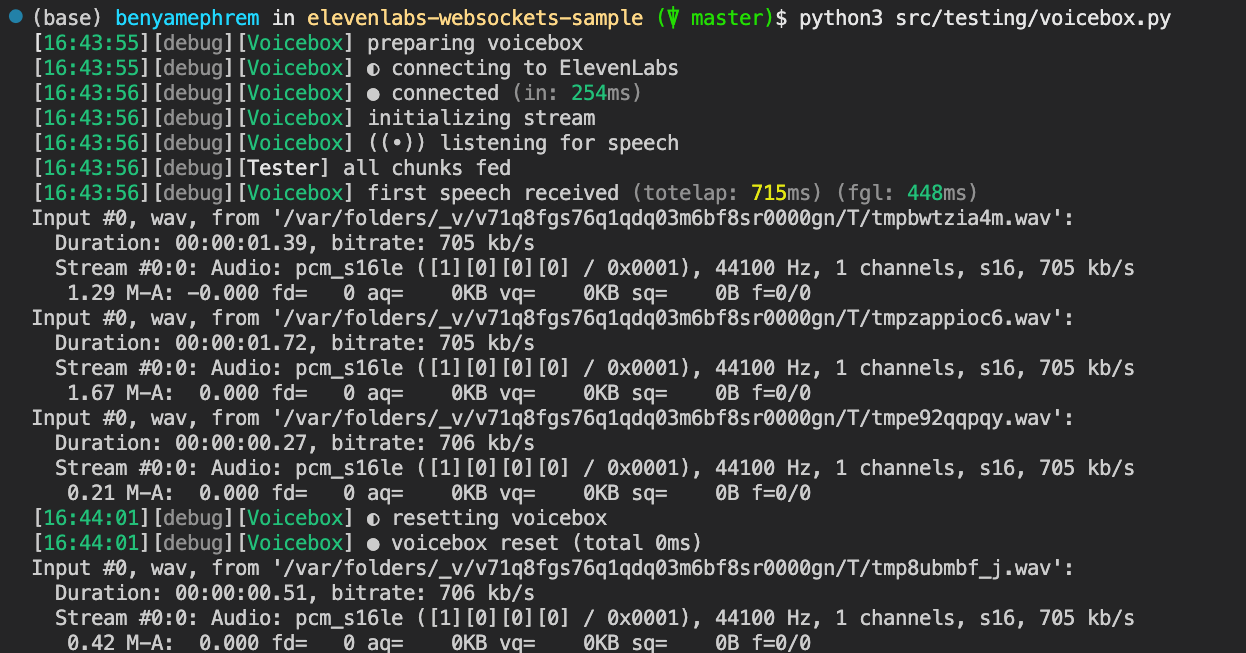 (base) benyamephrem in elevenlabs-websockets-sample ( master)$ python3 src/testing/voicebox.py
[16:43:55][debug][Voicebox] preparing voicebox
[16:43:55][debug][Voicebox] ◐ connecting to ElevenLabs
[16:43:56][debug][Voicebox] ● connected (in: 254ms)
[16:43:56][debug][Voicebox] initializing stream
[16:43:56][debug][Voicebox] ((•)) listening for speech
[16:43:56][debug][Tester] all chunks fed
[16:43:56][debug][Voicebox] first speech received (totelap: 715ms) (fgl: 448ms)
Input #0, wav, from '/var/folders/_v/v71q8fgs76q1qdq03m6bf8sr0000gn/T/tmpbwtzia4m.wav':
  Duration: 00:00:01.39, bitrate: 705 kb/s
  Stream #0:0: Audio: pcm_s16le ([1][0][0][0] / 0x0001), 44100 Hz, 1 channels, s16, 705 kb/s
   1.29 M-A: -0.000 fd=   0 aq=    0KB vq=    0KB sq=    0B f=0/0
Input #0, wav, from '/var/folders/_v/v71q8fgs76q1qdq03m6bf8sr0000gn/T/tmpzappioc6.wav':
  Duration: 00:00:01.72, bitrate: 705 kb/s
  Stream #0:0: Audio: pcm_s16le ([1][0][0][0] / 0x0001), 44100 Hz, 1 channels, s16, 705 kb/s
   1.67 M-A:  0.000 fd=   0 aq=    0KB vq=    0KB sq=    0B f=0/0
Input #0, wav, from '/var/folders/_v/v71q8fgs76q1qdq03m6bf8sr0000gn/T/tmpe92qqpqy.wav':
  Duration: 00:00:00.27, bitrate: 706 kb/s
  Stream #0:0: Audio: pcm_s16le ([1][0][0][0] / 0x0001), 44100 Hz, 1 channels, s16, 705 kb/s
   0.21 M-A:  0.000 fd=   0 aq=    0KB vq=    0KB sq=    0B f=0/0
[16:44:01][debug][Voicebox] ◐ resetting voicebox
[16:44:01][debug][Voicebox] ● voicebox reset (total 0ms)
Input #0, wav, from '/var/folders/_v/v71q8fgs76q1qdq03m6bf8sr0000gn/T/tmp8ubmbf_j.wav':
  Duration: 00:00:00.51, bitrate: 706 kb/s
  Stream #0:0: Audio: pcm_s16le ([1][0][0][0] / 0x0001), 44100 Hz, 1 channels, s16, 705 kb/s
   0.42 M-A:  0.000 fd=   0 aq=    0KB vq=    0KB sq=    0B f=0/0